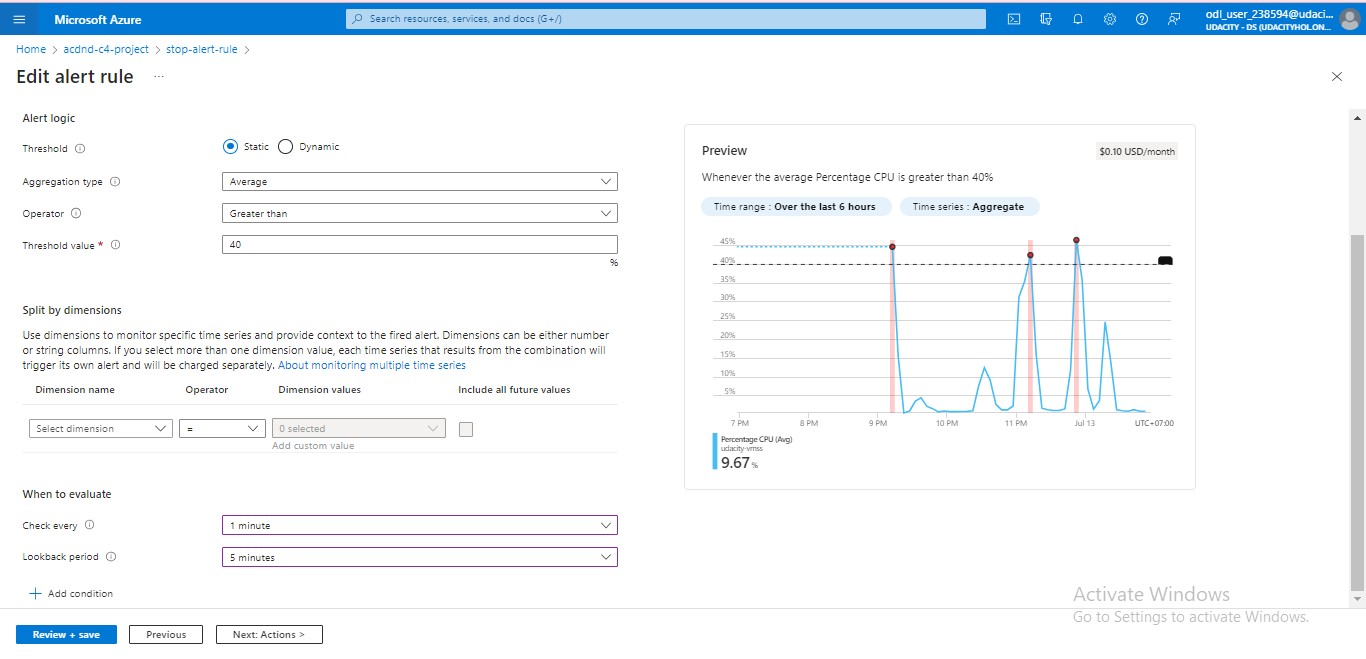 Microsoft Azure
Search resources, services, and docs (G+/)
odl_user_238594@udaci...
UDACITY - DS (UDACITYHOLON...
Home > acdnd-c4-project > stop-alert-rule >
Edit alert rule ...
Alert logic
Threshold
Static
Dynamic
Aggregation type
Average
Operator
Greater than
Threshold value *
40
%
Split by dimensions
Use dimensions to monitor specific time series and provide context to the fired alert. Dimensions can be either number
or string columns. If you select more than one dimension value, each time series that results from the combination will
trigger its own alert and will be charged separately. About monitoring multiple time series
Dimension name
Operator
Dimension values
Include all future values
Select dimension
=
0 selected
Add custom value
When to evaluate
Check every
1 minute
Lookback period
5 minutes
Add condition
Review + save
Previous
Next: Actions >
Preview
$0.10 USD/month
Whenever the average Percentage CPU is greater than 40%
Time range : Over the last 6 hours
Time series : Aggregate
45%
40%
35%
30%
25%
20%
15%
10%
5%
7 PM
8 PM
9 PM
10 PM
11 PM
Jul 13
UTC+07:00
Percentage CPU (Avg)
udacity-vmss
9.67 %
Activate Windows
Go to Settings to activate Windows.